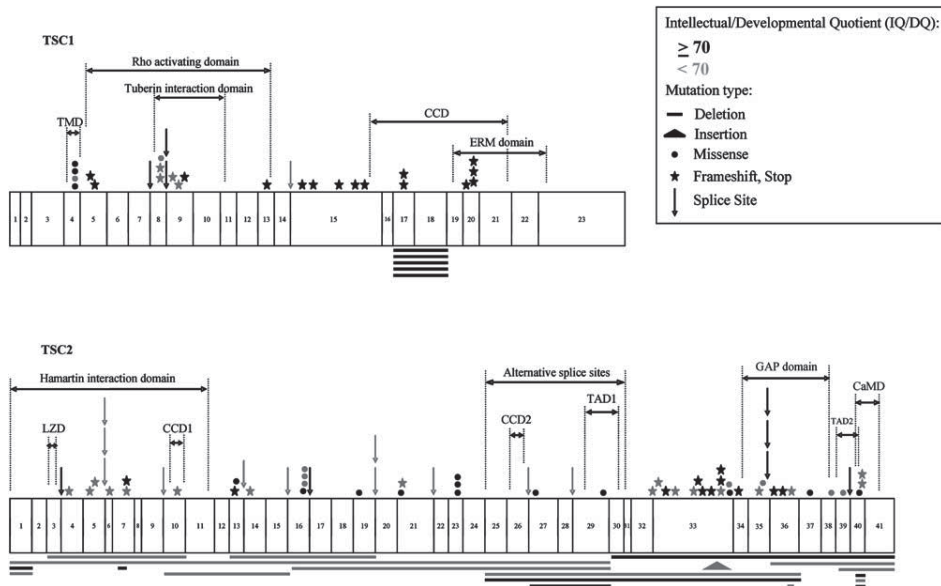 Intellectual/Developmental Quotient (IQ/DQ):
≥ 70
< 70
Mutation type:
Deletion
Insertion
Missense
Frameshift, Stop
Splice Site
TSC1
Rho activating domain
Tuberin interaction domain
TMD
CCD
ERM domain
1 2 3 4 5 6 7 8 9 10 11 12 13 14 15 16 17 18 19 20 21 22 23
TSC2
Hamartin interaction domain
Alternative splice sites
GAP domain
CaMD
LZD
CCD1
CCD2
TAD1
TAD2
1 2 3 4 5 6 7 8 9 10 11 12 13 14 15 16 17 18 19 20 21 22 23 24 25 26 27 28 29 30 31 32 33 34 35 36 37 38 39 40 41